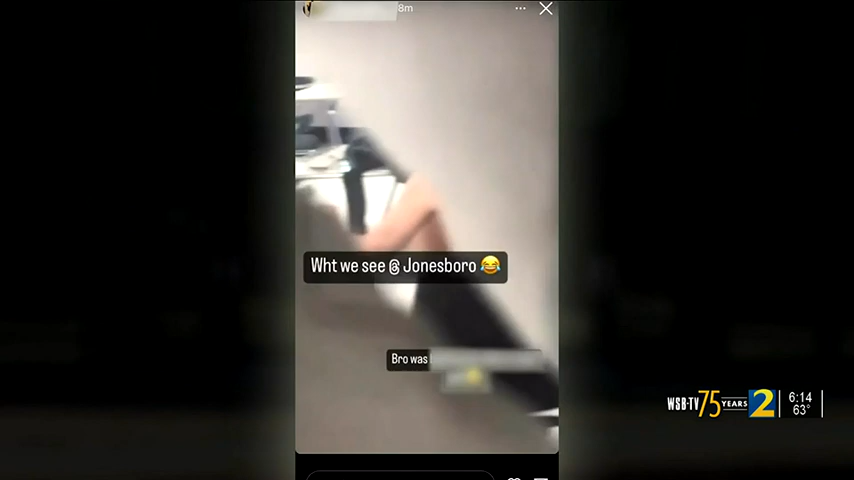 8m
Wht we see @ Jonesboro 😂
Bro was
WSB-TV 75 YEARS 2
6:14
63°